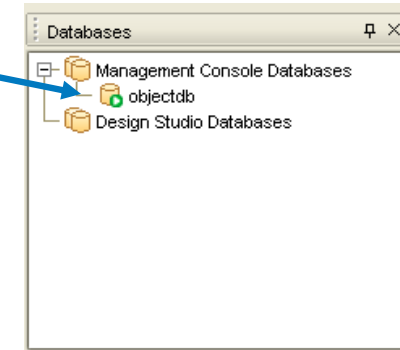 Databases
Management Console Databases
objectdb
Design Studio Databases